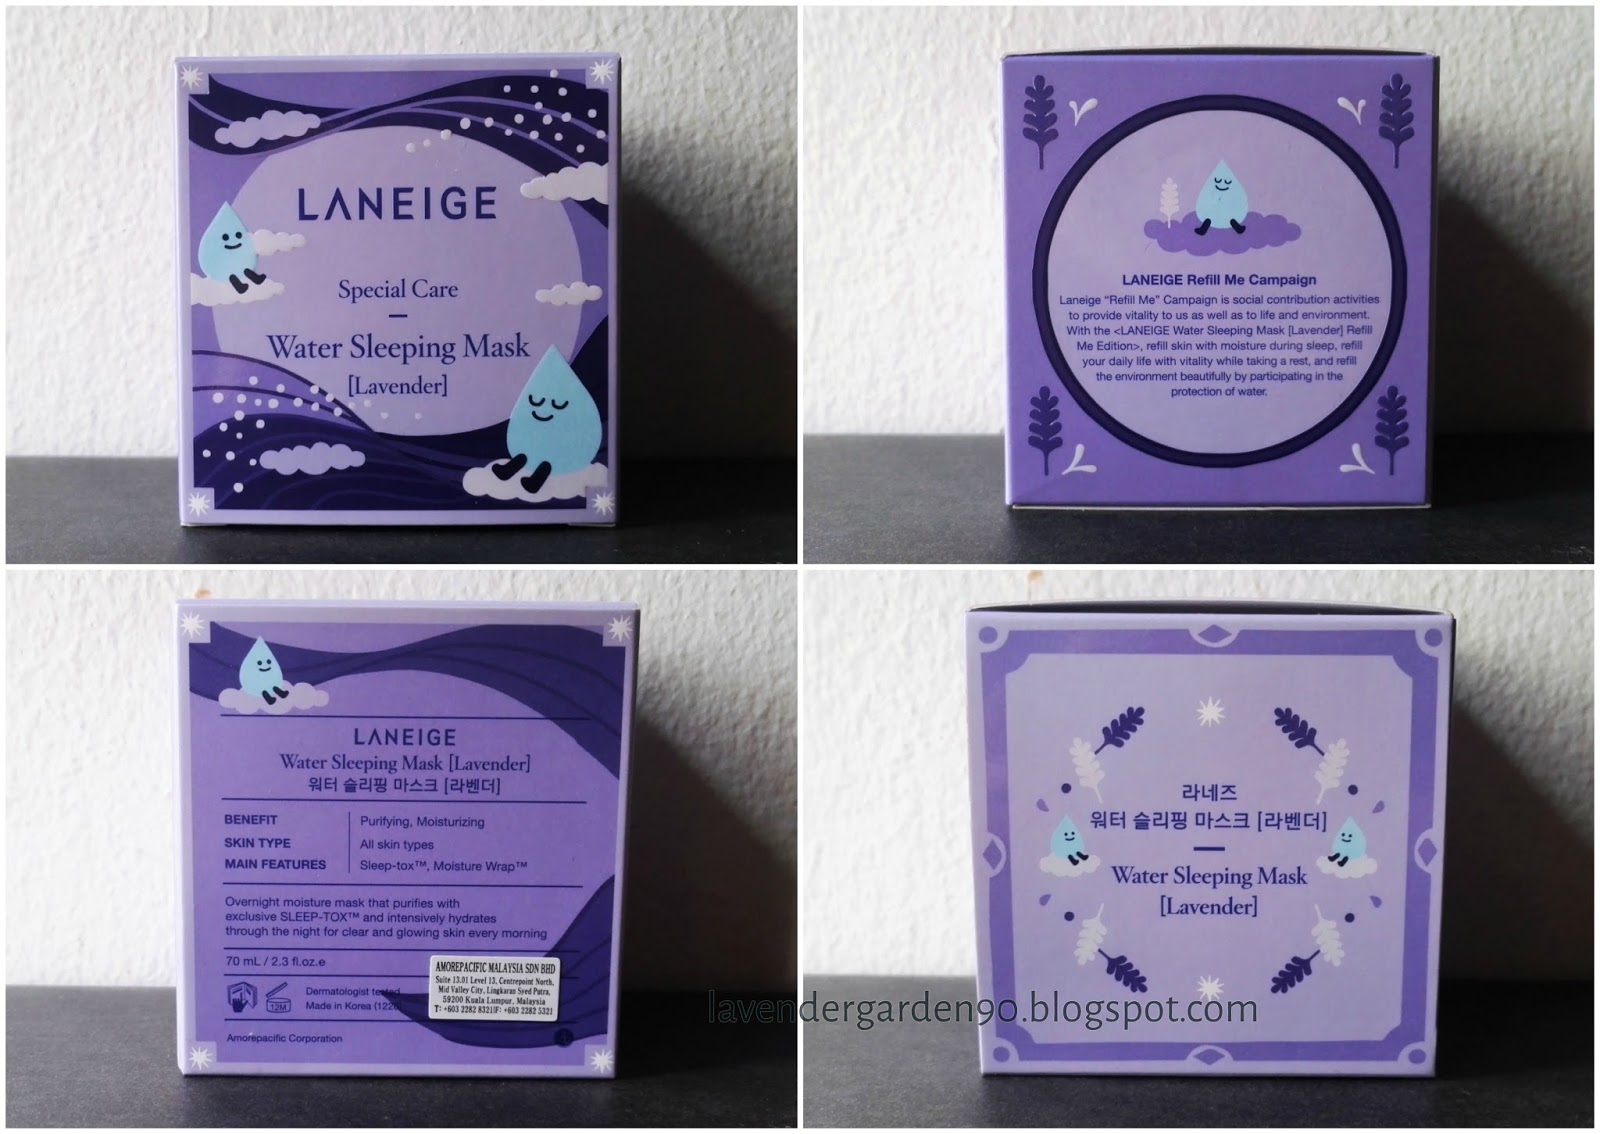 LANEIGE
Special Care
Water Sleeping Mask
[Lavender]
LANEIGE Refill Me Campaign
Laneige “Refill Me” Campaign is social contribution activities
to provide vitality to us as well as to life and environment.
With the <LANEIGE Water Sleeping Mask [Lavender] Refill
Me Edition>, refill skin with moisture during sleep, refill
your daily life with vitality while taking a rest, and refill
the environment beautifully by participating in the
protection of water.
LANEIGE
Water Sleeping Mask [Lavender]
워터 슬리핑 마스크 [라벤더]
BENEFIT Purifying, Moisturizing
SKIN TYPE All skin types
MAIN FEATURES Sleep-tox™, Moisture Wrap™
Overnight moisture mask that purifies with
exclusive SLEEP-TOX™ and intensively hydrates
through the night for clear and glowing skin every morning
70 mL / 2.3 fl.oz.e
12M
Dermatologist tested
Made in Korea
Amorepacific Corporation
AMOREPACIFIC MALAYSIA SDN BHD
Suite 13.01 Level 13, Centrepoint North,
Mid Valley City, Lingkaran Syed Putra,
59200 Kuala Lumpur, Malaysia
T: +603 2282 8321|F: +603 2282 5321
라네즈
워터 슬리핑 마스크 [라벤더]
Water Sleeping Mask
[Lavender]
lavendergarden90.blogspot.com